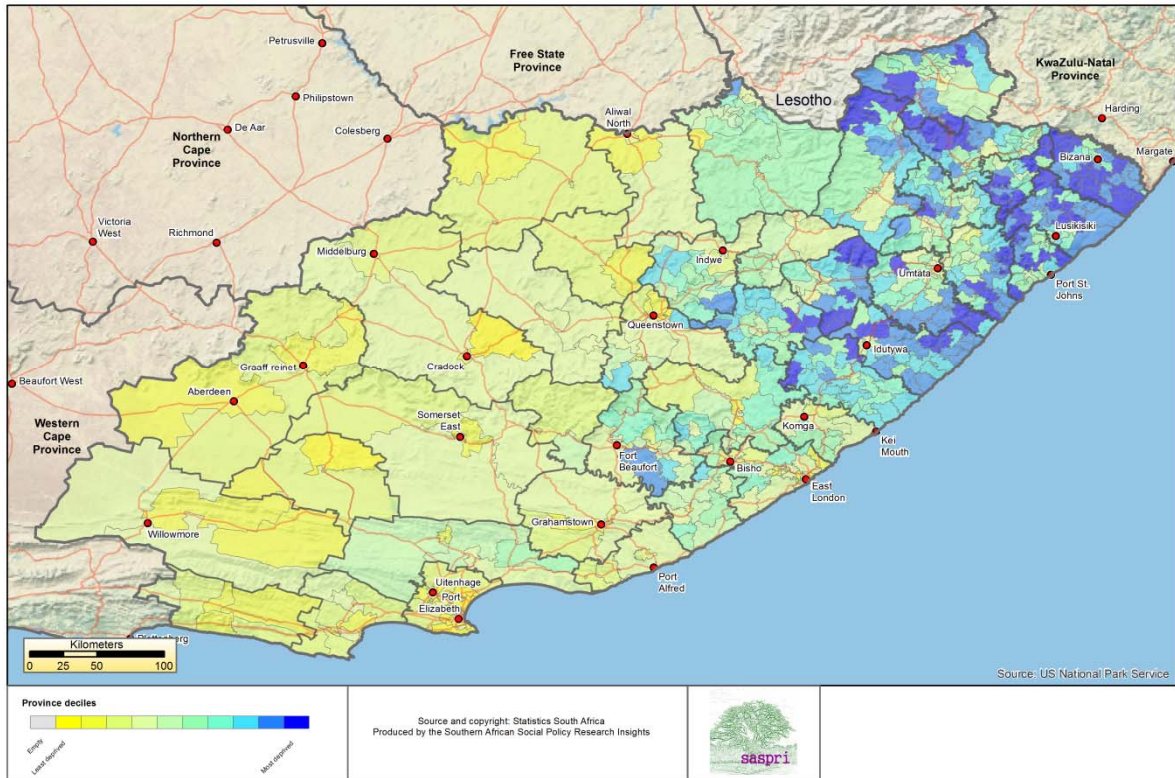 Petrusville
Free State
Province
KwaZulu-Natal
Province
Philipstown
Lesotho
Harding
De Aar
Colesberg
Aliwal
North
Northern
Cape
Province
Margate
Bizana
Victoria
West
Richmond
Middelburg
Indwe
Lusikisiki
Umtata
Port St.
Johns
Queenstown
Idutywa
Cradock
Graaff reinet
Beaufort West
Aberdeen
Western
Cape
Province
Somerset
East
Komga
Kei
Mouth
Fort
Beaufort
Bisho
East
London
Grahamstown
Willowmore
Port
Alfred
Uitenhage
Port
Elizabeth
Kilometers
0 25 50 100
Source: US National Park Service
Province deciles
Empty
Least deprived
Most deprived
Source and copyright: Statistics South Africa
Produced by the Southern African Social Policy Research Insights
saspri